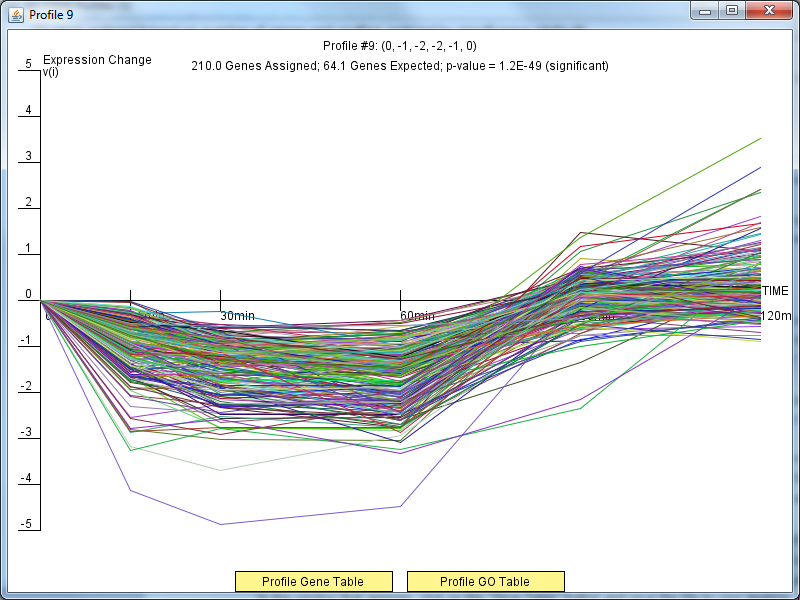 Profile 9
Profile #9: (0, -1, -2, -2, -1, 0)
210.0 Genes Assigned; 64.1 Genes Expected; p-value = 1.2E-49 (significant)
Expression Change
v(i)
5
4
3
2
1
0
-1
-2
-3
-4
-5
30min
60min
TIME
120m
Profile Gene Table
Profile GO Table